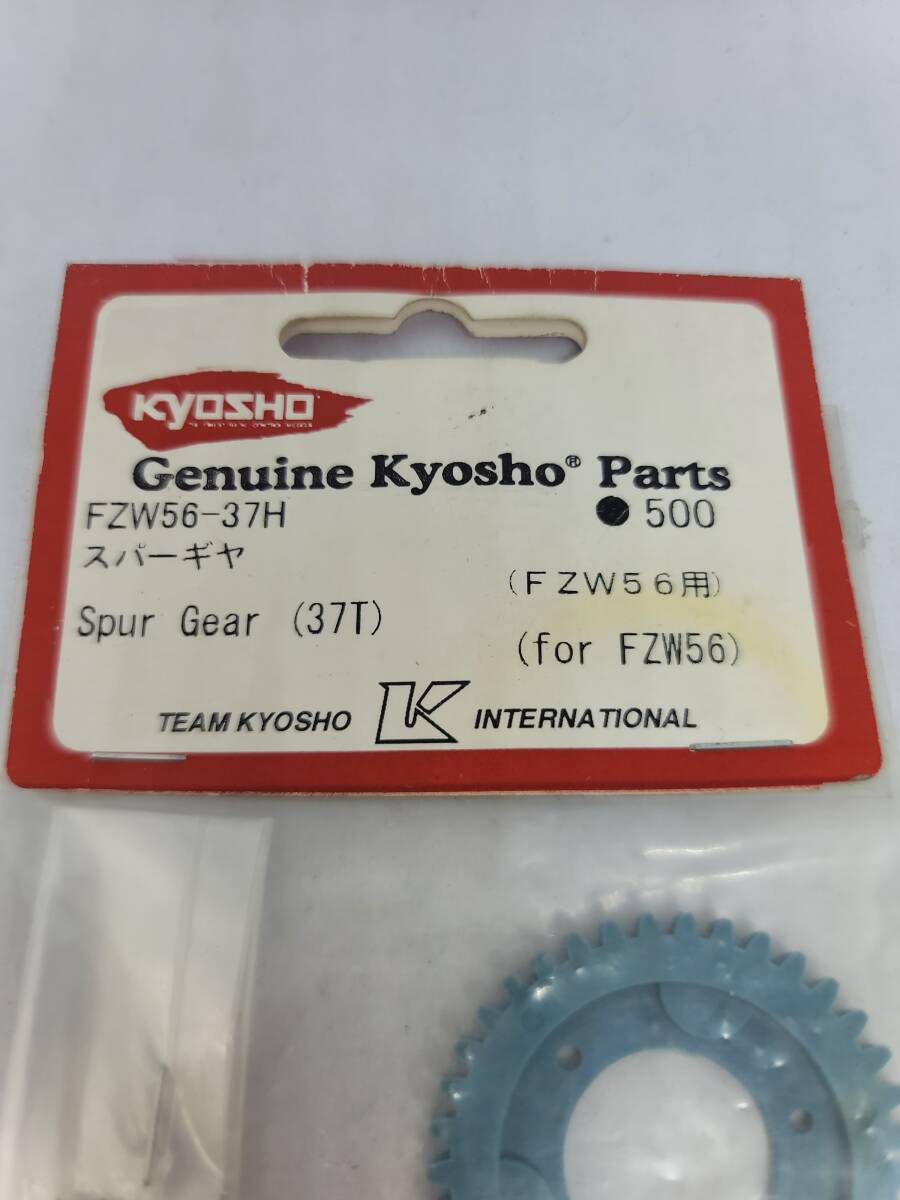 KYOSHO
Genuine Kyosho® Parts
FZW56-37H ●500
スパーギヤ (FZW56用)
Spur Gear (37T) (for FZW56)
TEAM KYOSHO K INTERNATIONAL